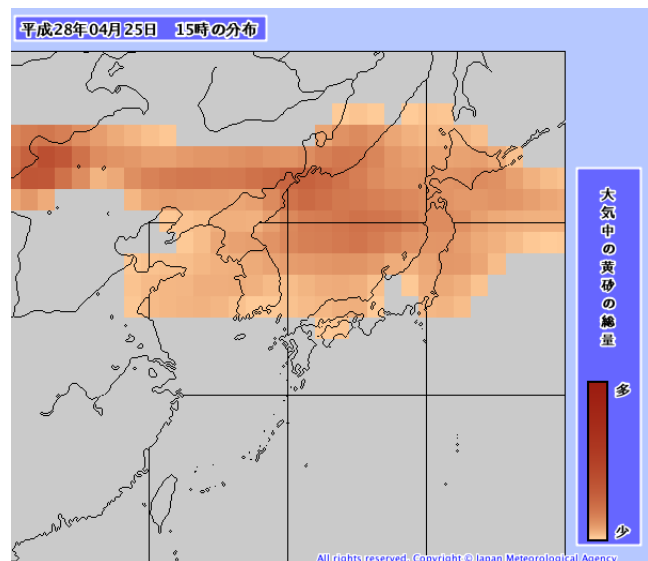 平成28年04月25日 15時の分布
大気中の黄砂の総量
多
少
All rights reserved. Copyright © Japan Meteorological Agency